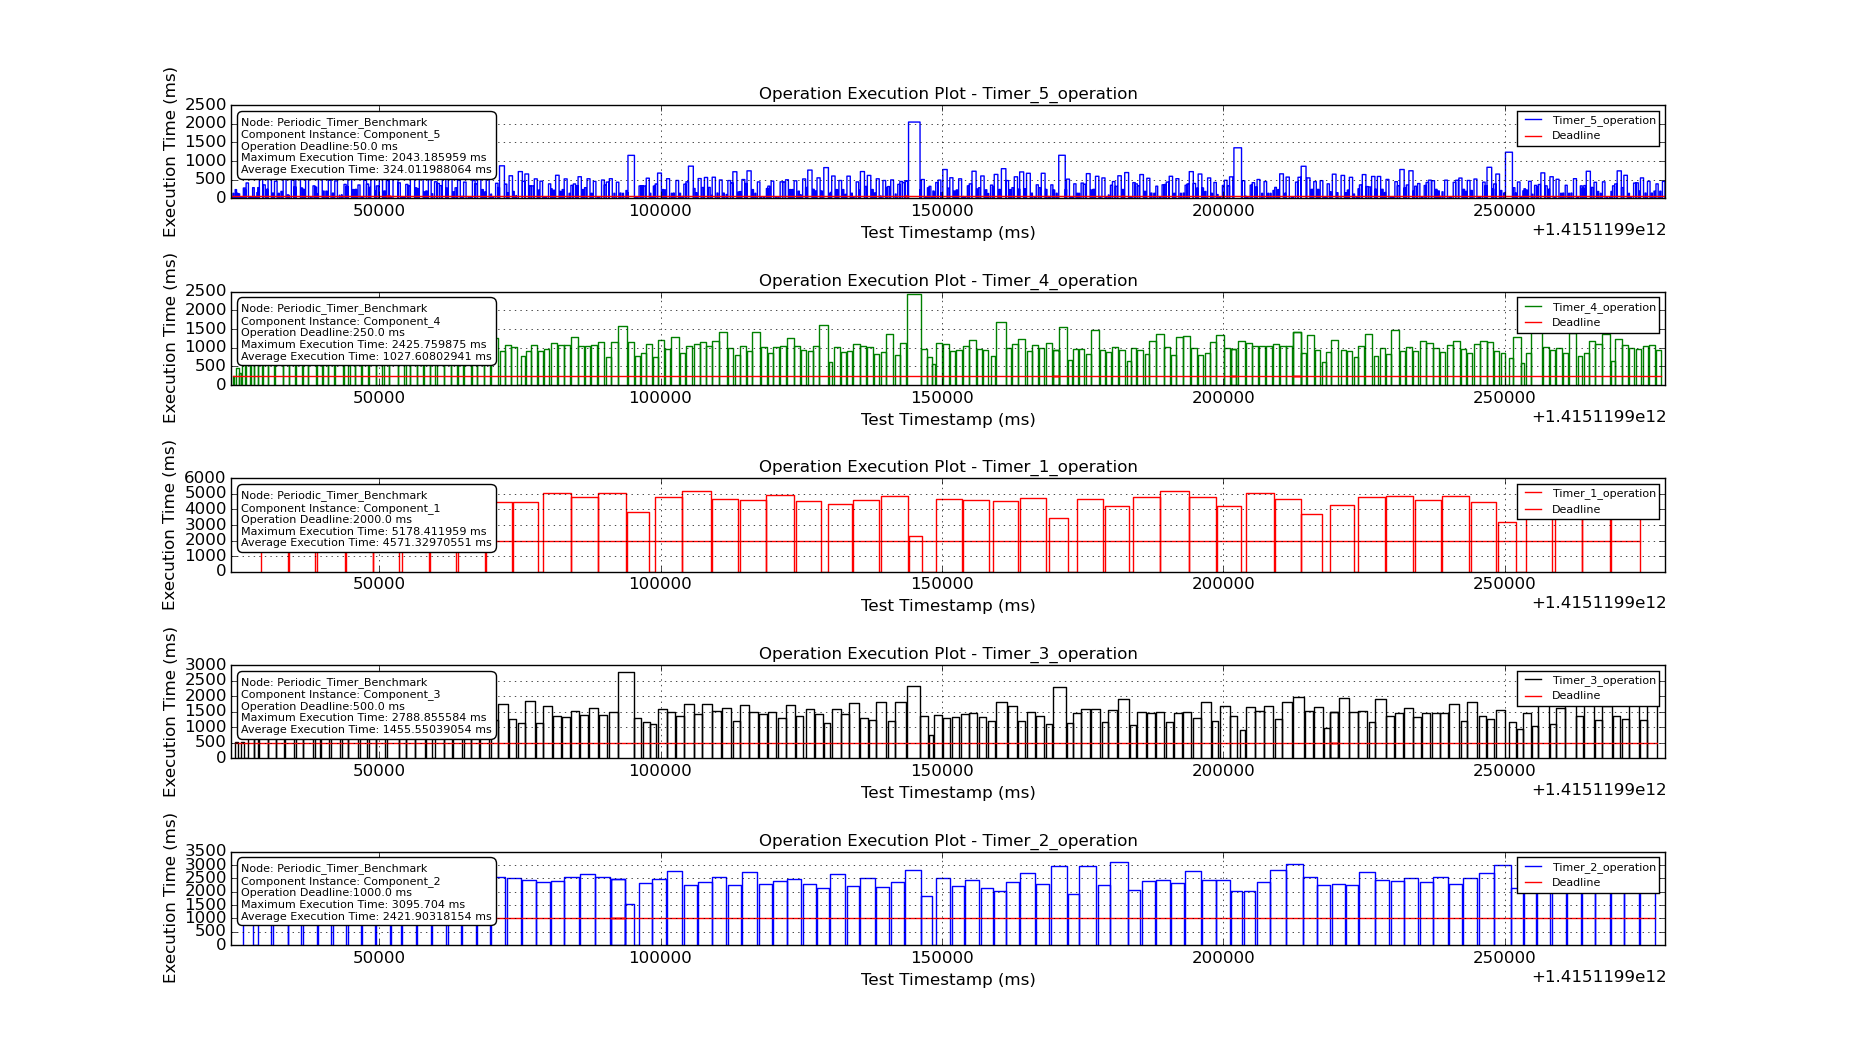 Operation Execution Plot - Timer_5_operation
Execution Time (ms)
2500
2000
1500
1000
500
0
Node: Periodic_Timer_Benchmark
Component Instance: Component_5
Operation Deadline:50.0 ms
Maximum Execution Time: 2043.185959 ms
Average Execution Time: 324.011988064 ms
Timer_5_operation
Deadline
50000 100000 150000 200000 250000
Test Timestamp (ms)
+1.4151199e12
Operation Execution Plot - Timer_4_operation
Execution Time (ms)
2500
2000
1500
1000
500
0
Node: Periodic_Timer_Benchmark
Component Instance: Component_4
Operation Deadline:250.0 ms
Maximum Execution Time: 2425.759875 ms
Average Execution Time: 1027.60802941 ms
Timer_4_operation
Deadline
50000 100000 150000 200000 250000
Test Timestamp (ms)
+1.4151199e12
Operation Execution Plot - Timer_1_operation
Execution Time (ms)
6000
5000
4000
3000
2000
1000
0
Node: Periodic_Timer_Benchmark
Component Instance: Component_1
Operation Deadline:2000.0 ms
Maximum Execution Time: 5178.411959 ms
Average Execution Time: 4571.32970551 ms
Timer_1_operation
Deadline
50000 100000 150000 200000 250000
Test Timestamp (ms)
+1.4151199e12
Operation Execution Plot - Timer_3_operation
Execution Time (ms)
3000
2500
2000
1500
1000
500
0
Node: Periodic_Timer_Benchmark
Component Instance: Component_3
Operation Deadline:500.0 ms
Maximum Execution Time: 2788.855584 ms
Average Execution Time: 1455.55039054 ms
Timer_3_operation
Deadline
50000 100000 150000 200000 250000
Test Timestamp (ms)
+1.4151199e12
Operation Execution Plot - Timer_2_operation
Execution Time (ms)
3500
3000
2500
2000
1500
1000
500
0
Node: Periodic_Timer_Benchmark
Component Instance: Component_2
Operation Deadline:1000.0 ms
Maximum Execution Time: 3095.704 ms
Average Execution Time: 2421.90318154 ms
Timer_2_operation
Deadline
50000 100000 150000 200000 250000
Test Timestamp (ms)
+1.4151199e12